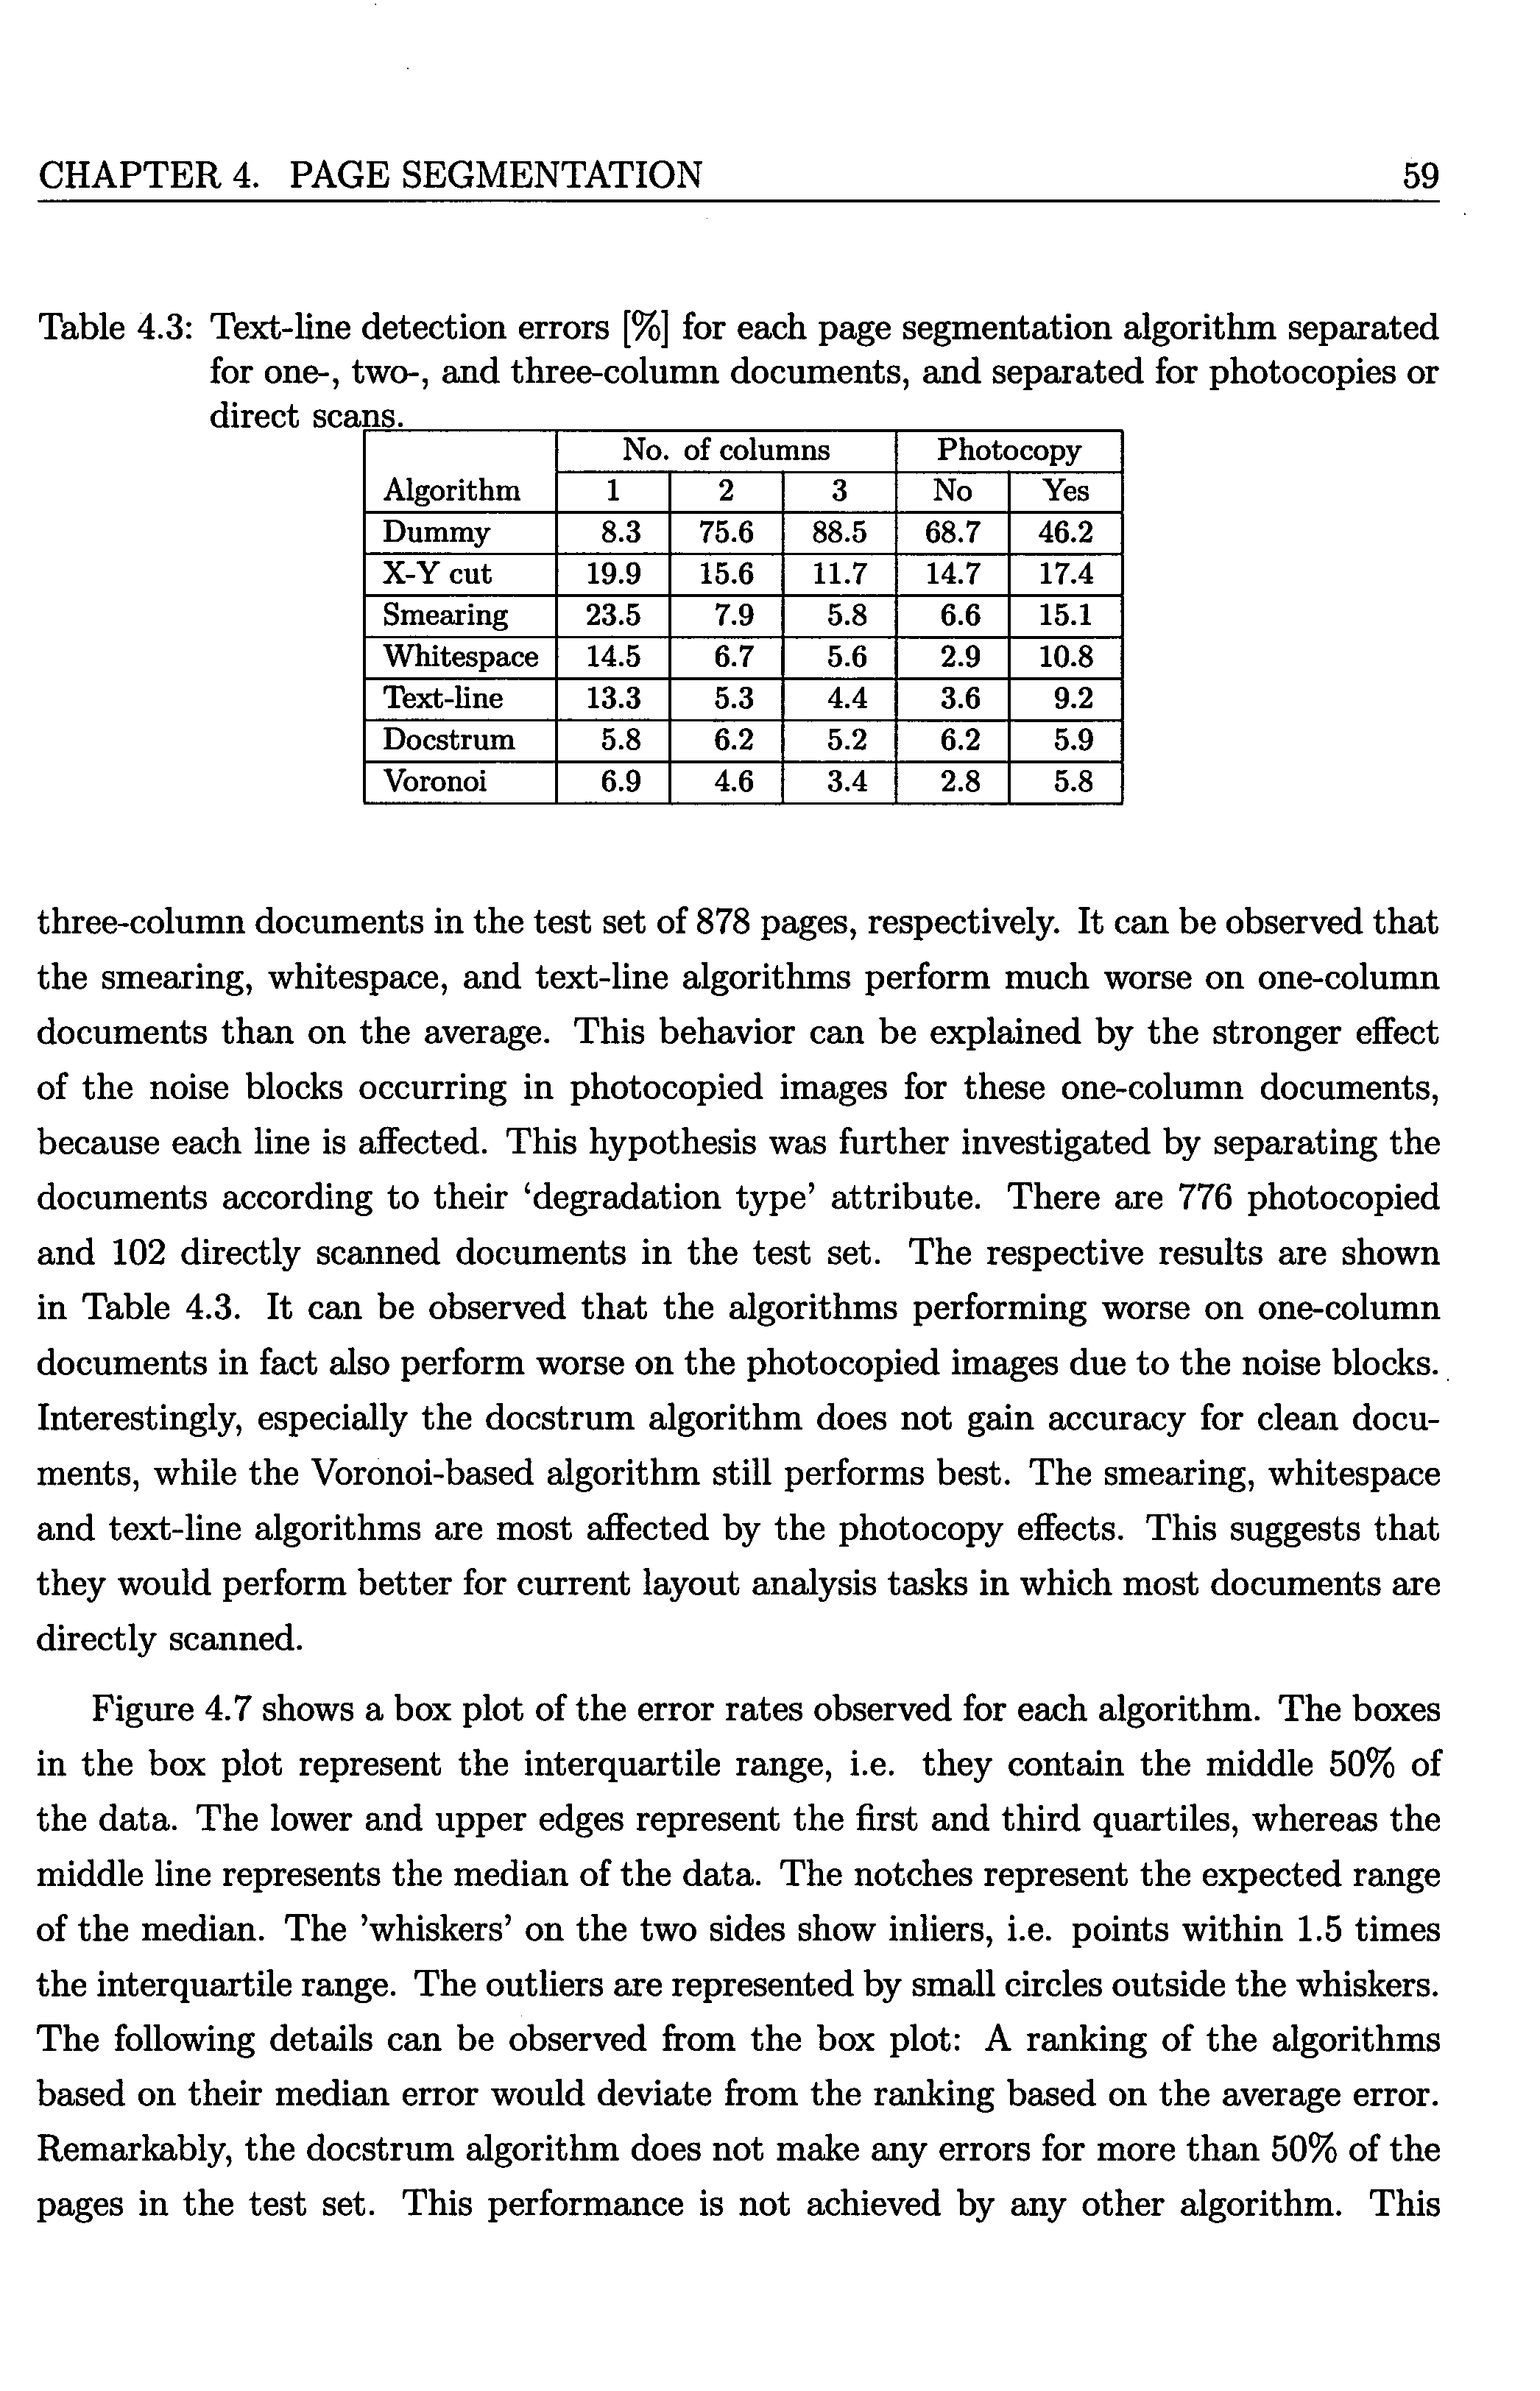 CHAPTER 4. PAGE SEGMENTATION 59
Table 4.3: Text-line detection errors [%] for each page segmentation algorithm separated
for one-, two-, and three-column documents, and separated for photocopies or
direct scans.
No. of columns Photocopy
Algorithm 1 2 3 No Yes
Dummy 8.3 75.6 88.5 68.7 46.2
X-Y cut 19.9 15.6 11.7 14.7 17.4
Smearing 23.5 7.9 5.8 6.6 15.1
Whitespace 14.5 6.7 5.6 2.9 10.8
Text-line 13.3 5.3 4.4 3.6 9.2
Docstrum 5.8 6.2 5.2 6.2 5.9
Voronoi 6.9 4.6 3.4 2.8 5.8
three-column documents in the test set of 878 pages, respectively. It can be observed that
the smearing, whitespace, and text-line algorithms perform much worse on one-column
documents than on the average. This behavior can be explained by the stronger effect
of the noise blocks occurring in photocopied images for these one-column documents,
because each line is affected. This hypothesis was further investigated by separating the
documents according to their ‘degradation type’ attribute. There are 776 photocopied
and 102 directly scanned documents in the test set. The respective results are shown
in Table 4.3. It can be observed that the algorithms performing worse on one-column
documents in fact also perform worse on the photocopied images due to the noise blocks.
Interestingly, especially the docstrum algorithm does not gain accuracy for clean docu-
ments, while the Voronoi-based algorithm still performs best. The smearing, whitespace
and text-line algorithms are most affected by the photocopy effects. This suggests that
they would perform better for current layout analysis tasks in which most documents are
directly scanned.
Figure 4.7 shows a box plot of the error rates observed for each algorithm. The boxes
in the box plot represent the interquartile range, i.e. they contain the middle 50% of
the data. The lower and upper edges represent the first and third quartiles, whereas the
middle line represents the median of the data. The notches represent the expected range
of the median. The ’whiskers’ on the two sides show inliers, i.e. points within 1.5 times
the interquartile range. The outliers are represented by small circles outside the whiskers.
The following details can be observed from the box plot: A ranking of the algorithms
based on their median error would deviate from the ranking based on the average error.
Remarkably, the docstrum algorithm does not make any errors for more than 50% of the
pages in the test set. This performance is not achieved by any other algorithm. This